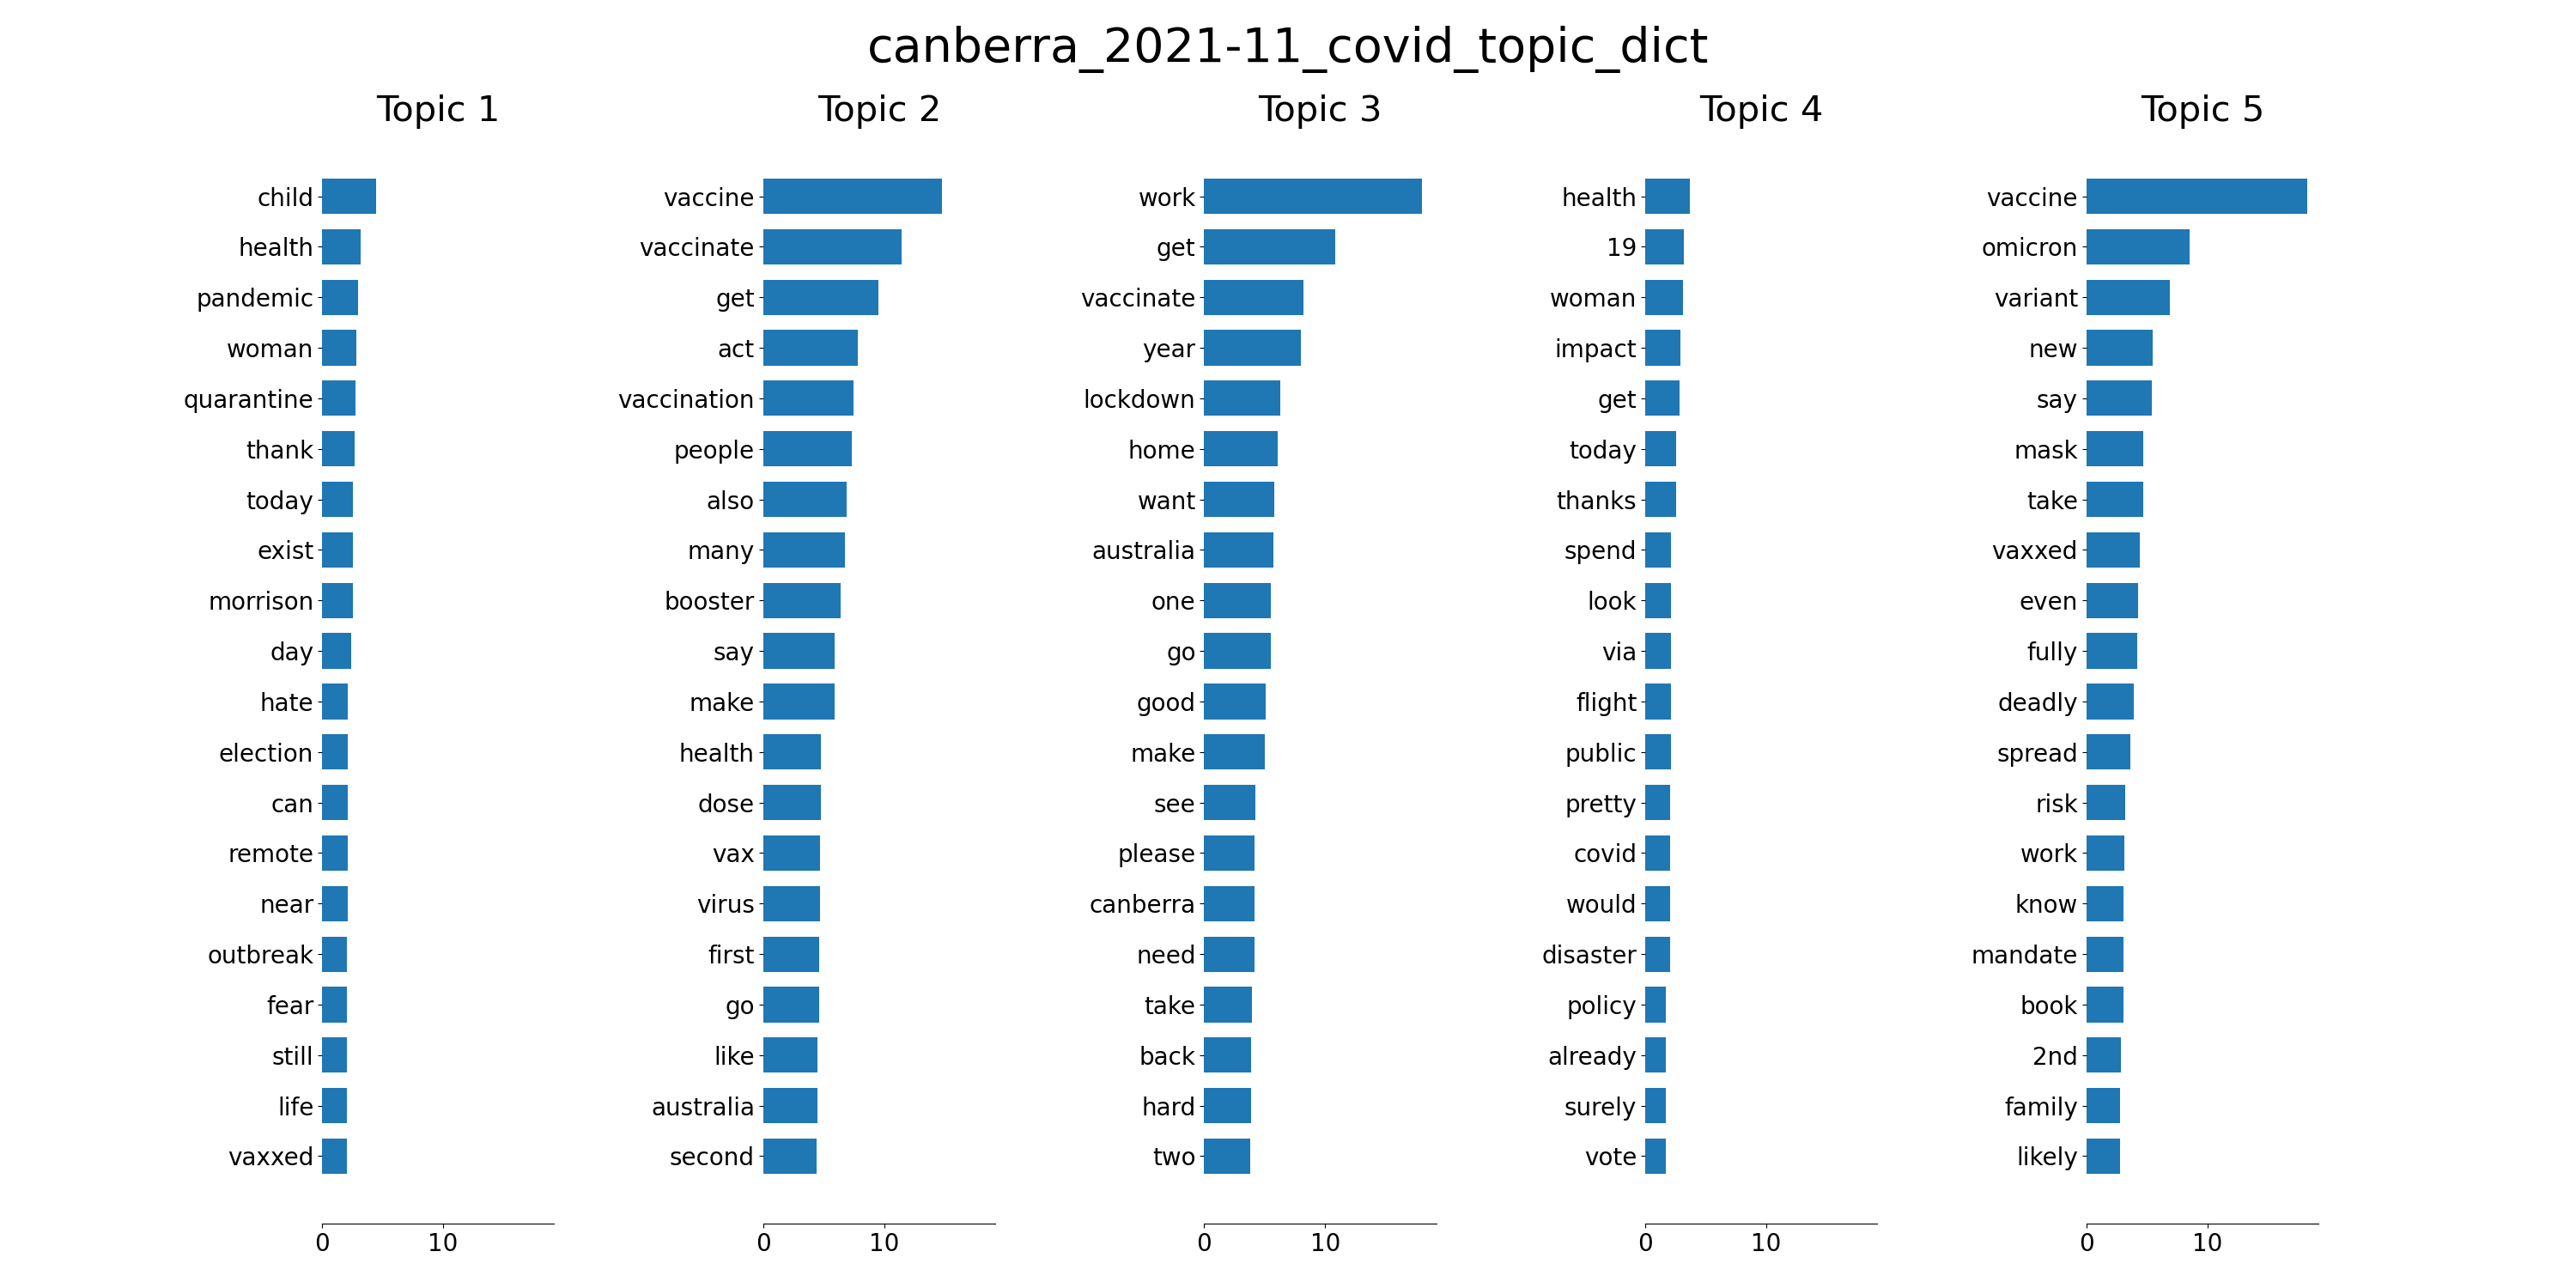 canberra_2021-11_covid_topic_dict
Topic 1
child
health
pandemic
woman
quarantine
thank
today
exist
morrison
day
hate
election
can
remote
near
outbreak
fear
still
life
vaxxed
0 10
Topic 2
vaccine
vaccinate
get
act
vaccination
people
also
many
booster
say
make
health
dose
vax
virus
first
go
like
australia
second
0 10
Topic 3
work
get
vaccinate
year
lockdown
home
want
australia
one
go
good
make
see
please
canberra
need
take
back
hard
two
0 10
Topic 4
health
19
woman
impact
get
today
thanks
spend
look
via
flight
public
pretty
covid
would
disaster
policy
already
surely
vote
0 10
Topic 5
vaccine
omicron
variant
new
say
mask
take
vaxxed
even
fully
deadly
spread
risk
work
know
mandate
book
2nd
family
likely
0 10